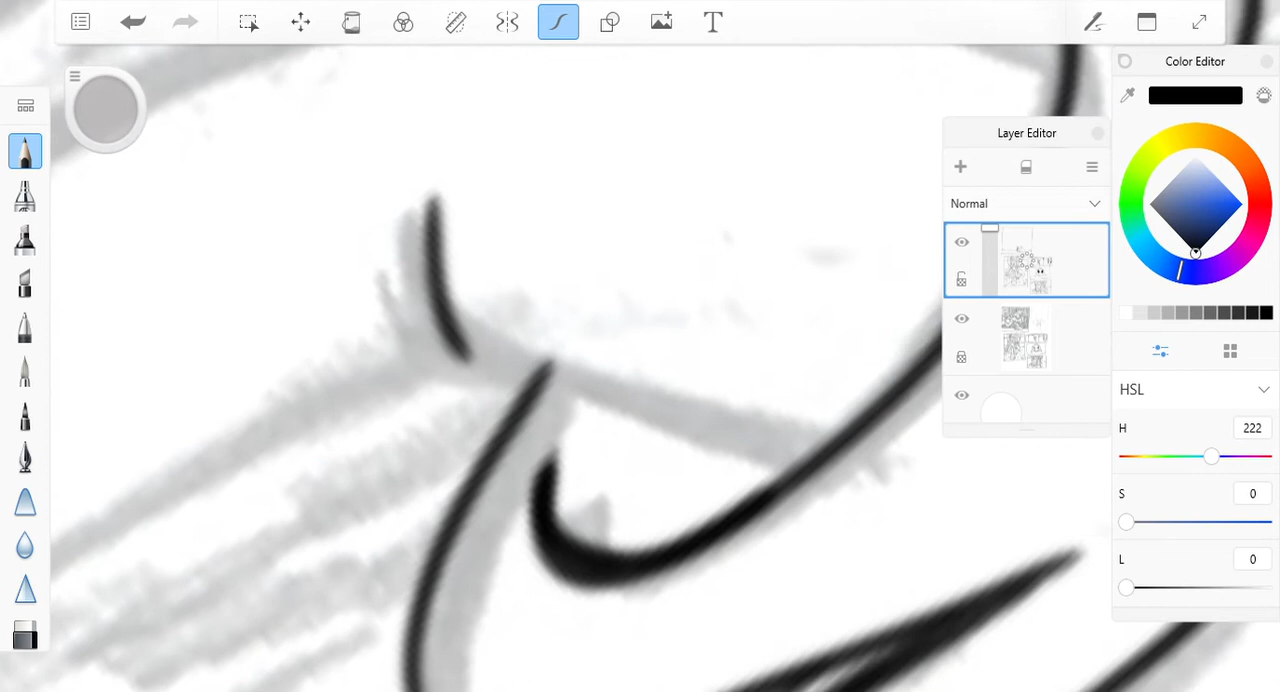 T
Color Editor
Layer Editor
Normal
HSL
H 222
S 0
L 0